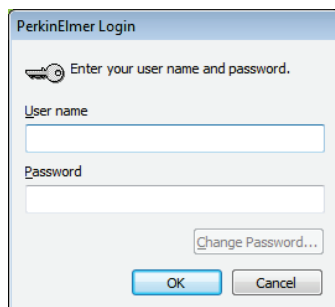 PerkinElmer Login
Enter your user name and password.
User name
Password
Change Password...
OK
Cancel